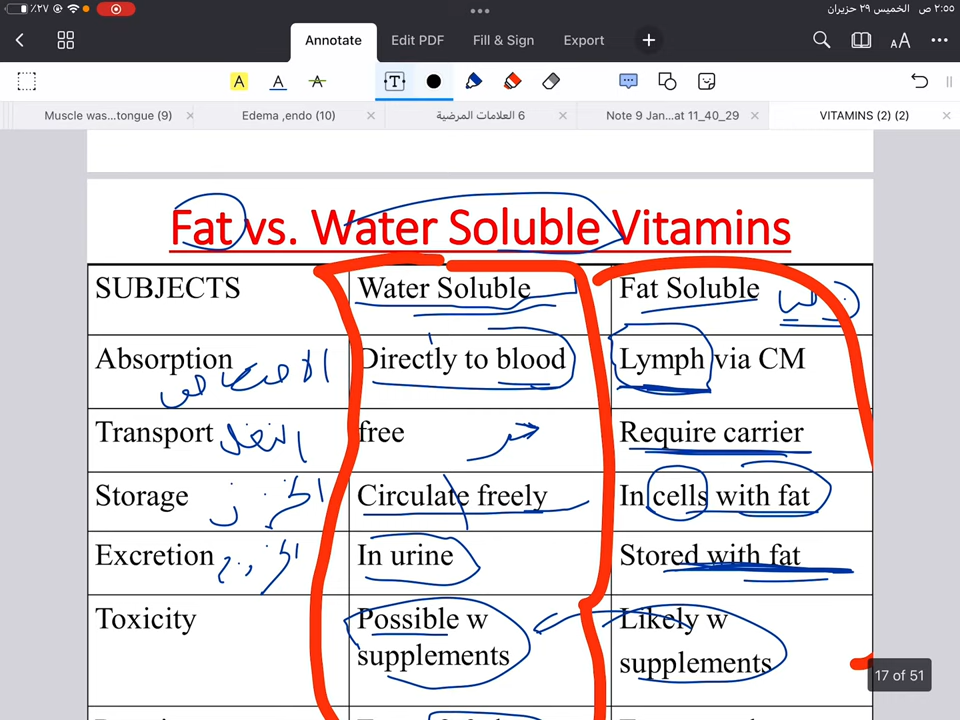 ٢٧٪
٢:٥٥ ص الخميس ٢٩ حزيران
Annotate Edit PDF Fill & Sign Export
Muscle was…tongue (9) Edema ,endo (10) 6 العلامات المرضية Note 9 Jan…at 11_40_29 VITAMINS (2) (2)
Fat vs. Water Soluble Vitamins
SUBJECTS Water Soluble Fat Soluble
Absorption الامتصاص Directly to blood Lymph via CM
Transport النقل free حر Require carrier
Storage الخزن Circulate freely In cells with fat
Excretion In urine Stored with fat
Toxicity Possible w supplements Likely w supplements
17 of 51